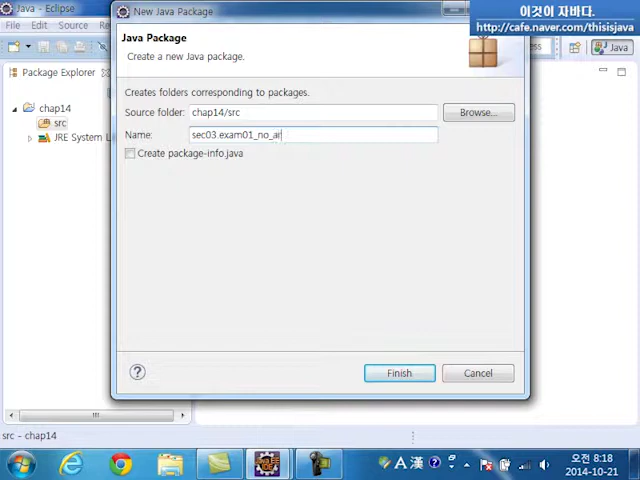 Java - Eclipse
New Java Package
이것이 자바다.
http://cafe.naver.com/thisisjava
File Edit Source
Java Package
Create a new Java package.
Java
Package Explorer
Creates folders corresponding to packages.
chap14
Source folder: chap14/src Browse...
src
Name: sec03.exam01_no_ar
JRE System L
Create package-info.java
Finish Cancel
src - chap14
A 漢
오전 8:18
2014-10-21